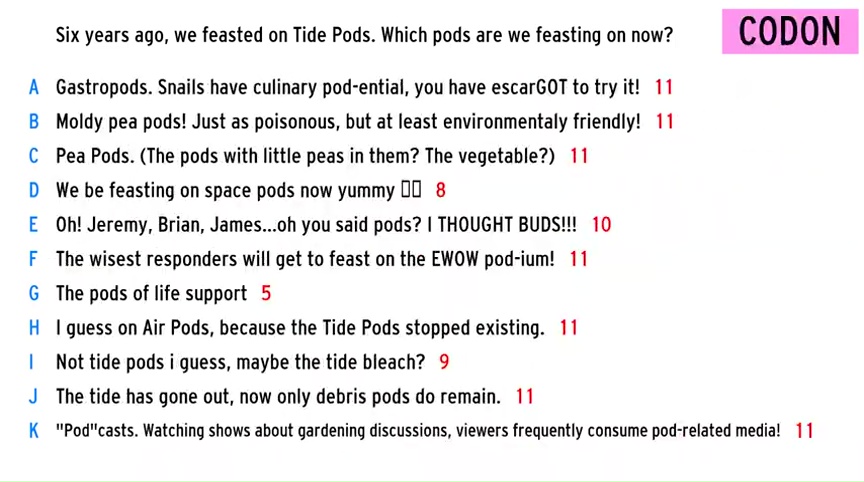 Six years ago, we feasted on Tide Pods. Which pods are we feasting on now?
CODON
A Gastropods. Snails have culinary pod-ential, you have escarGOT to try it! 11
B Moldy pea pods! Just as poisonous, but at least environmentaly friendly! 11
C Pea Pods. (The pods with little peas in them? The vegetable?) 11
D We be feasting on space pods now yummy 8
E Oh! Jeremy, Brian, James...oh you said pods? I THOUGHT BUDS!!! 10
F The wisest responders will get to feast on the EWOW pod-ium! 11
G The pods of life support 5
H I guess on Air Pods, because the Tide Pods stopped existing. 11
I Not tide pods i guess, maybe the tide bleach? 9
J The tide has gone out, now only debris pods do remain. 11
K "Pod"casts. Watching shows about gardening discussions, viewers frequently consume pod-related media! 11